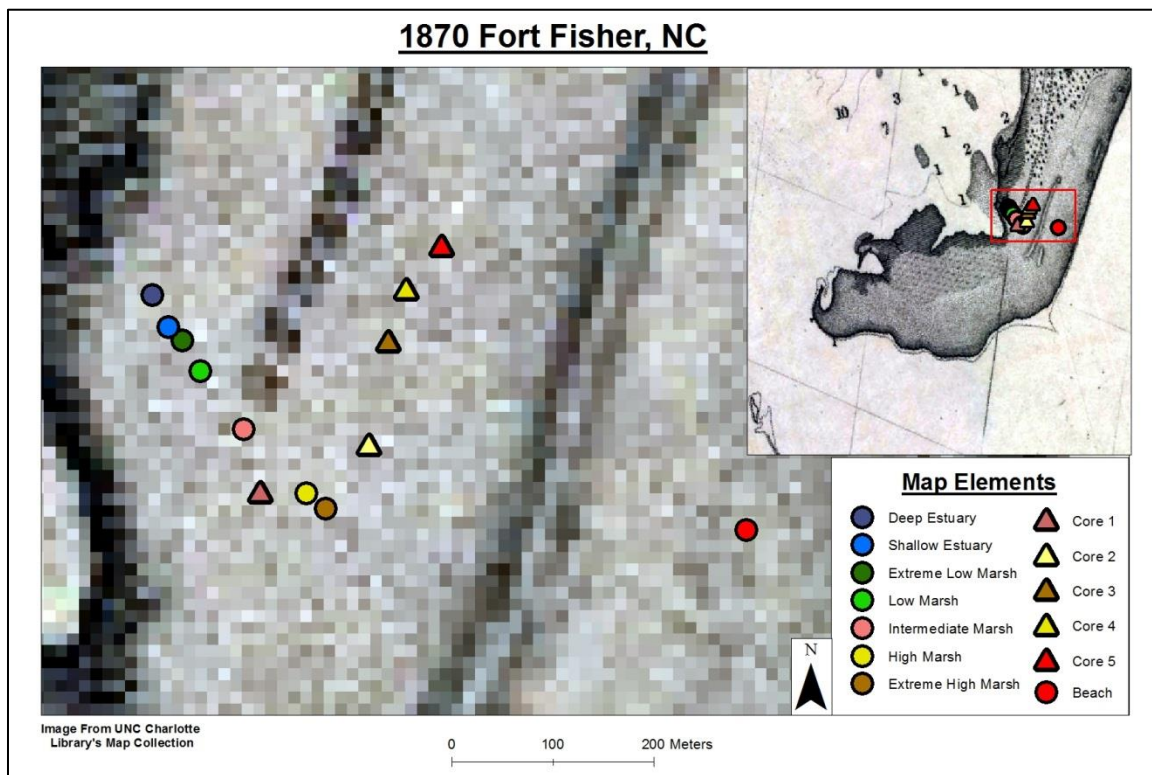 1870 Fort Fisher, NC
1
3
10
7
1
2
2
1
1
1
Map Elements
Deep Estuary
Shallow Estuary
Extreme Low Marsh
Low Marsh
Intermediate Marsh
High Marsh
Extreme High Marsh
Core 1
Core 2
Core 3
Core 4
Core 5
Beach
N
Image From UNC Charlotte
Library's Map Collection
0 100 200 Meters